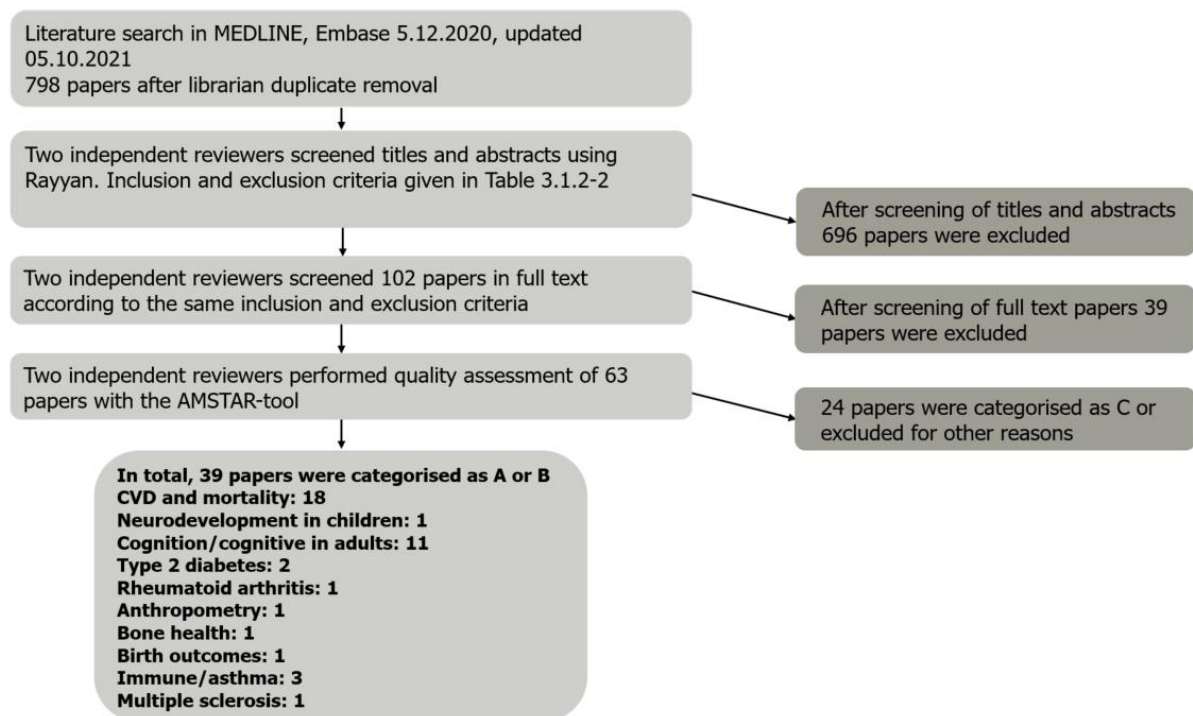 Literature search in MEDLINE, Embase 5.12.2020, updated
05.10.2021
798 papers after librarian duplicate removal
Two independent reviewers screened titles and abstracts using
Rayyan. Inclusion and exclusion criteria given in Table 3.1.2-2
After screening of titles and abstracts
696 papers were excluded
Two independent reviewers screened 102 papers in full text
according to the same inclusion and exclusion criteria
After screening of full text papers 39
papers were excluded
Two independent reviewers performed quality assessment of 63
papers with the AMSTAR-tool
24 papers were categorised as C or
excluded for other reasons
In total, 39 papers were categorised as A or B
CVD and mortality: 18
Neurodevelopment in children: 1
Cognition/cognitive in adults: 11
Type 2 diabetes: 2
Rheumatoid arthritis: 1
Anthropometry: 1
Bone health: 1
Birth outcomes: 1
Immune/asthma: 3
Multiple sclerosis: 1